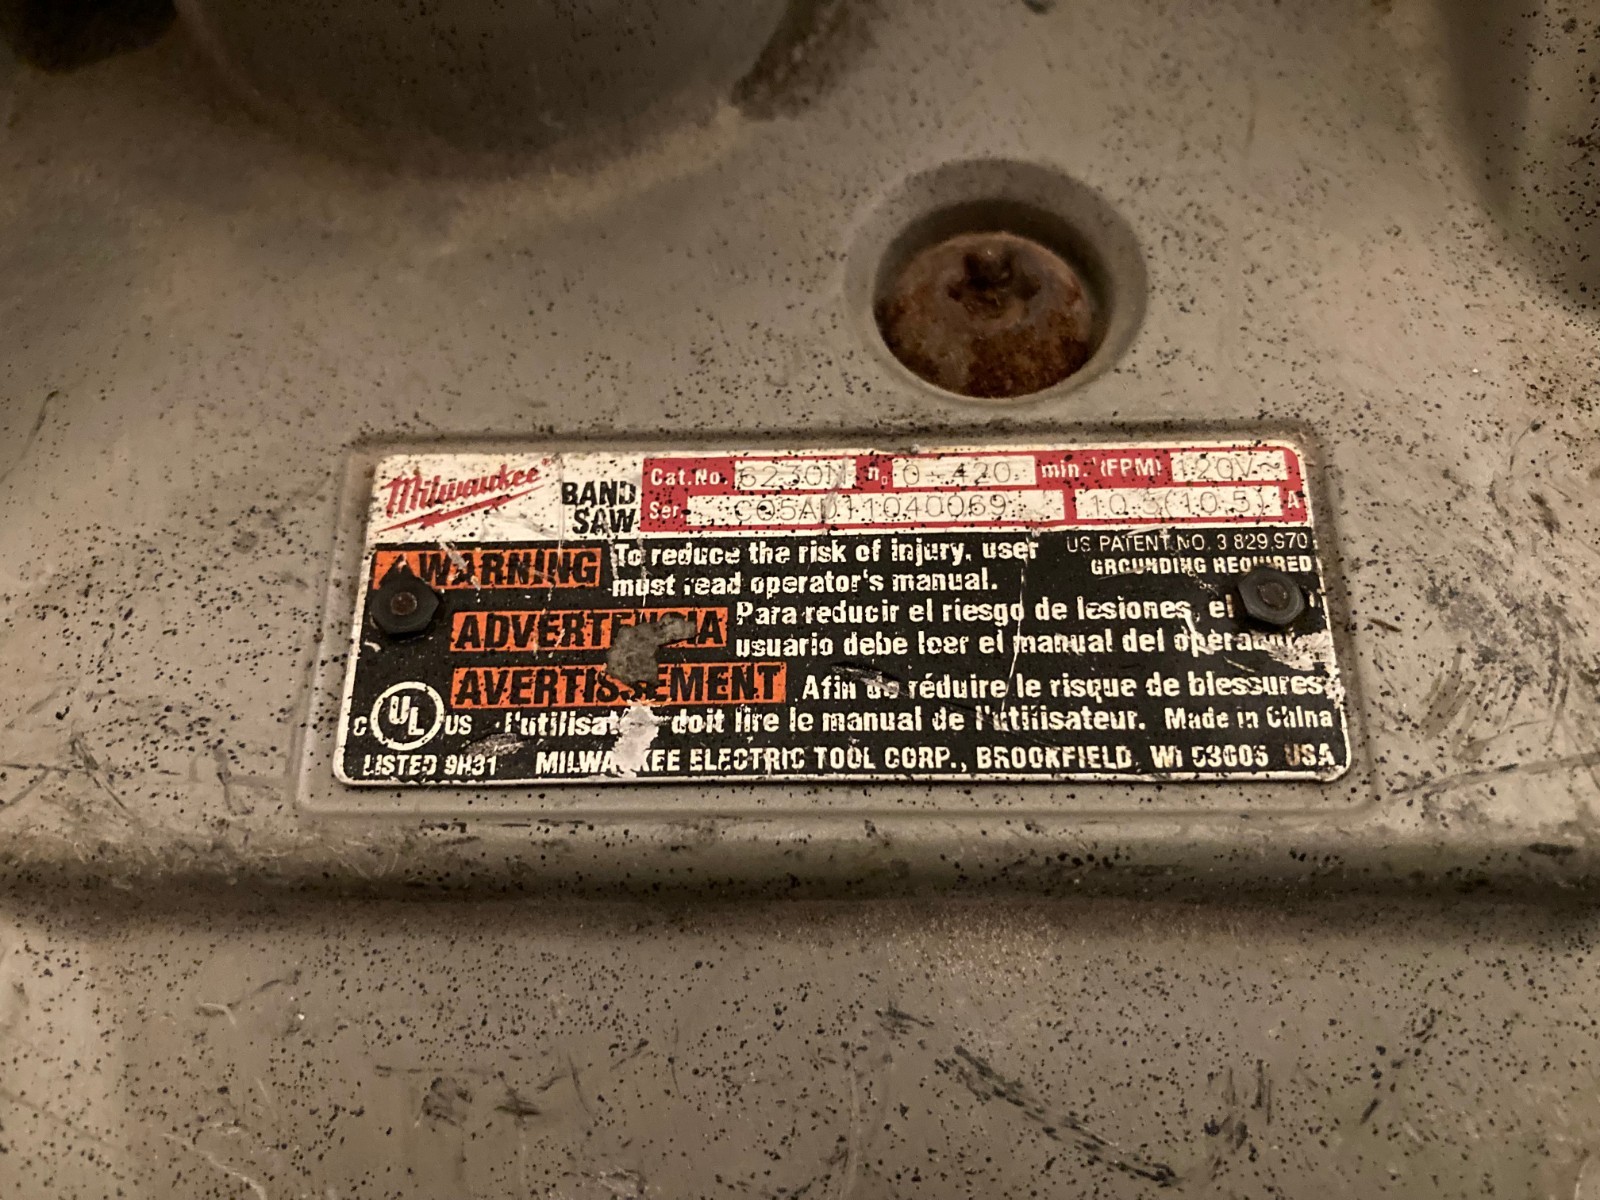 Milwaukee
BAND
SAW
Cat.No. 6230N n₀ 0-420 min.⁻¹(FPM) 120V~
Ser. C05AD11040069 10.5(10.5) A
WARNING To reduce the risk of injury, user
must read operator's manual.
US PATENT NO. 3 829,970
GROUNDING REQUIRED
ADVERTENCIA Para reducir el riesgo de lesiones, el
usuario debe leer el manual del operador.
AVERTISSEMENT Afin de réduire le risque de blessures,
l'utilisateur doit lire le manual de l'utilisateur. Made in China
C UL US
LISTED 9H31 MILWAUKEE ELECTRIC TOOL CORP., BROOKFIELD, WI 53005 USA